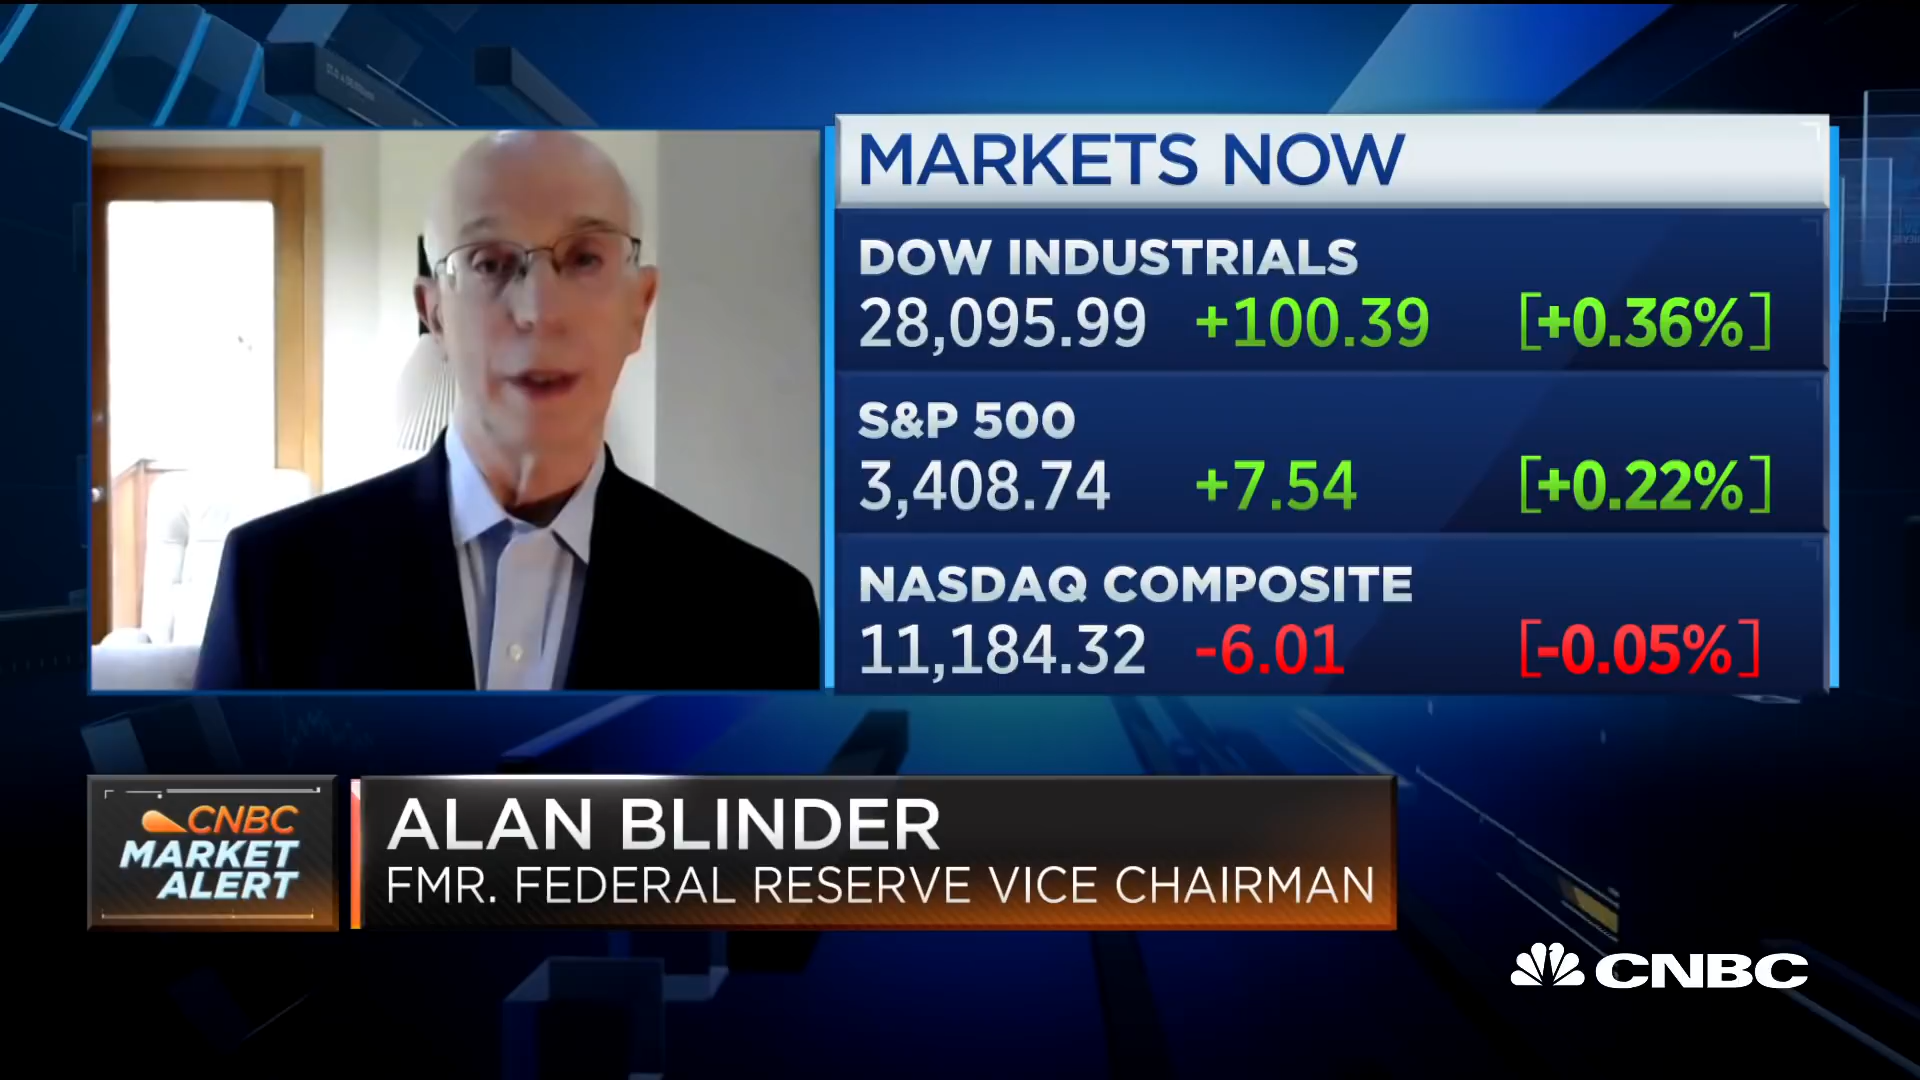 MARKETS NOW
DOW INDUSTRIALS
28,095.99 +100.39 [+0.36%]
S&P 500
3,408.74 +7.54 [+0.22%]
NASDAQ COMPOSITE
11,184.32 -6.01 [-0.05%]
CNBC
MARKET
ALERT
ALAN BLINDER
FMR. FEDERAL RESERVE VICE CHAIRMAN
CNBC